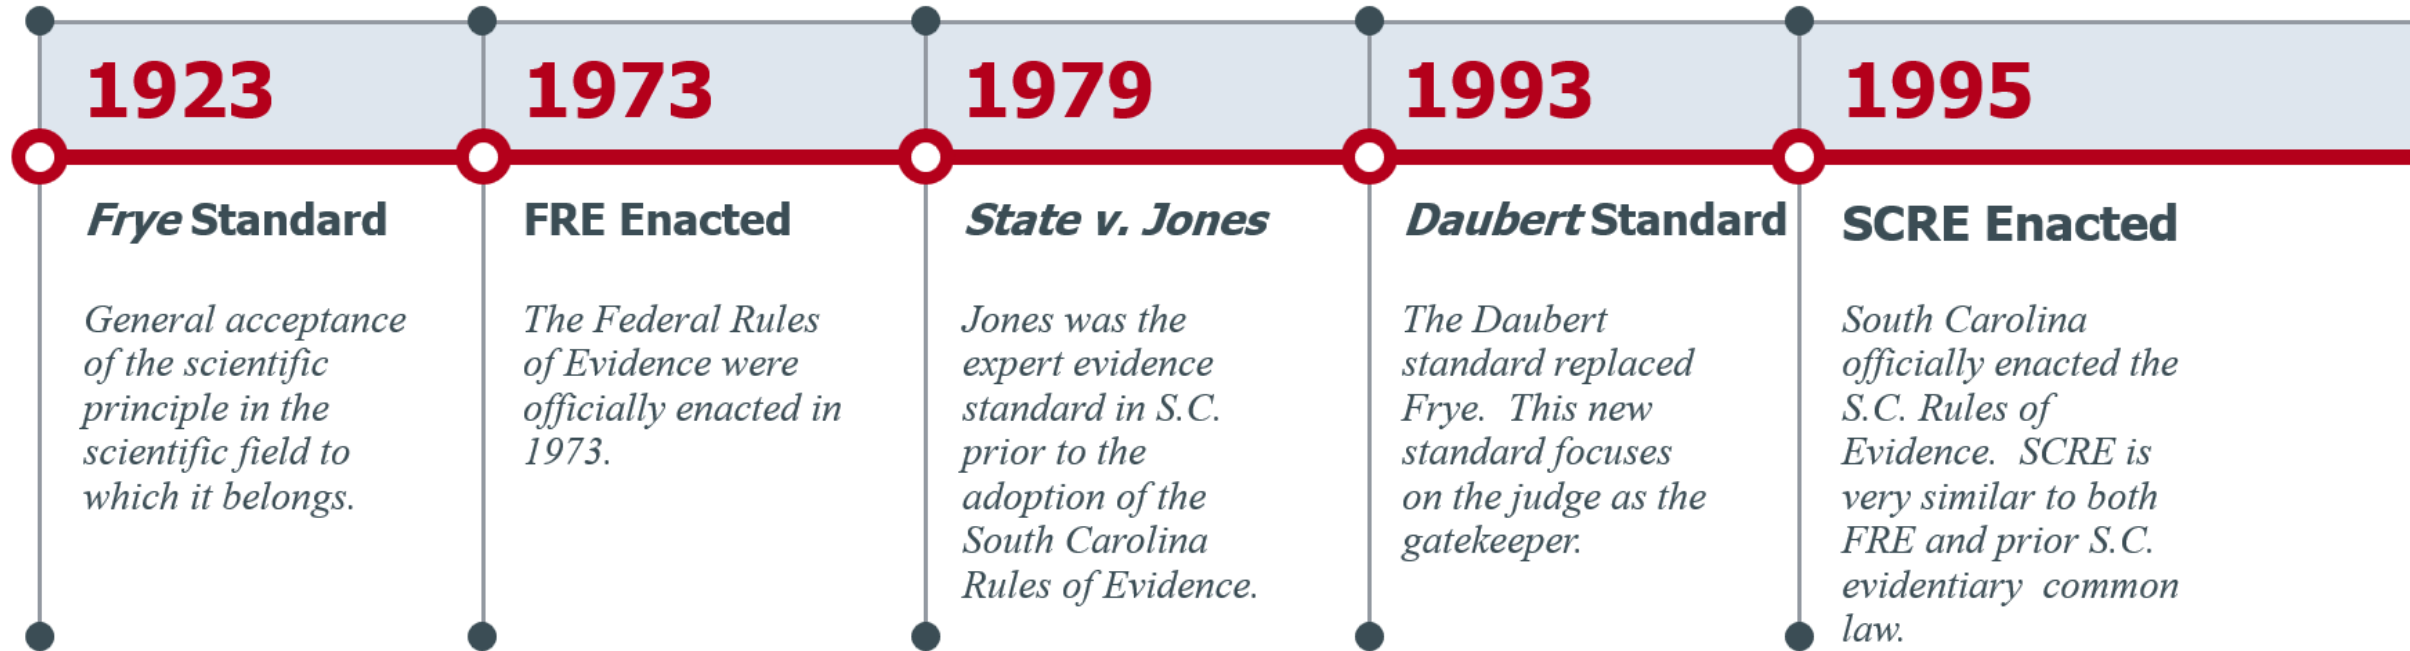 1923
Frye Standard
General acceptance
of the scientific
principle in the
scientific field to
which it belongs.
1973
FRE Enacted
The Federal Rules
of Evidence were
officially enacted in
1973.
1979
State v. Jones
Jones was the
expert evidence
standard in S.C.
prior to the
adoption of the
South Carolina
Rules of Evidence.
1993
Daubert Standard
The Daubert
standard replaced
Frye.  This new
standard focuses
on the judge as the
gatekeeper.
1995
SCRE Enacted
South Carolina
officially enacted the
S.C. Rules of
Evidence.  SCRE is
very similar to both
FRE and prior S.C.
evidentiary  common
law.